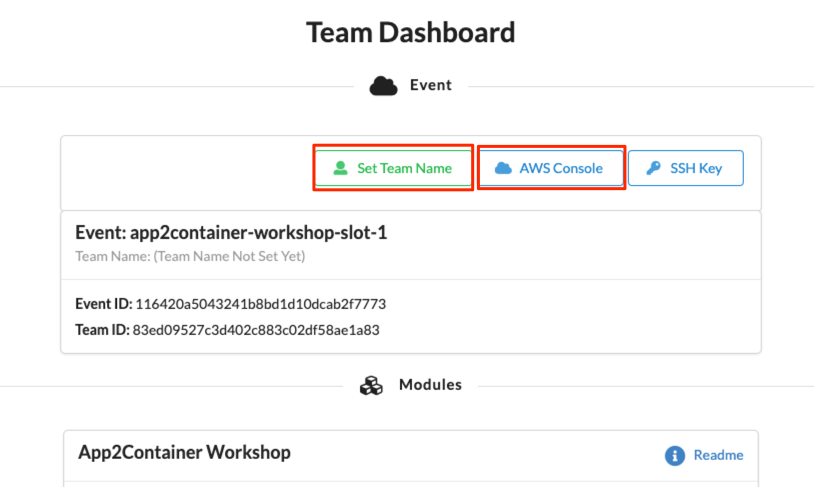 Team Dashboard
Event
Set Team Name AWS Console SSH Key
Event: app2container-workshop-slot-1
Team Name: (Team Name Not Set Yet)
Event ID: 116420a5043241b8bd1d10dcab2f7773
Team ID: 83ed09527c3d402c883c02df58ae1a83
Modules
App2Container Workshop Readme